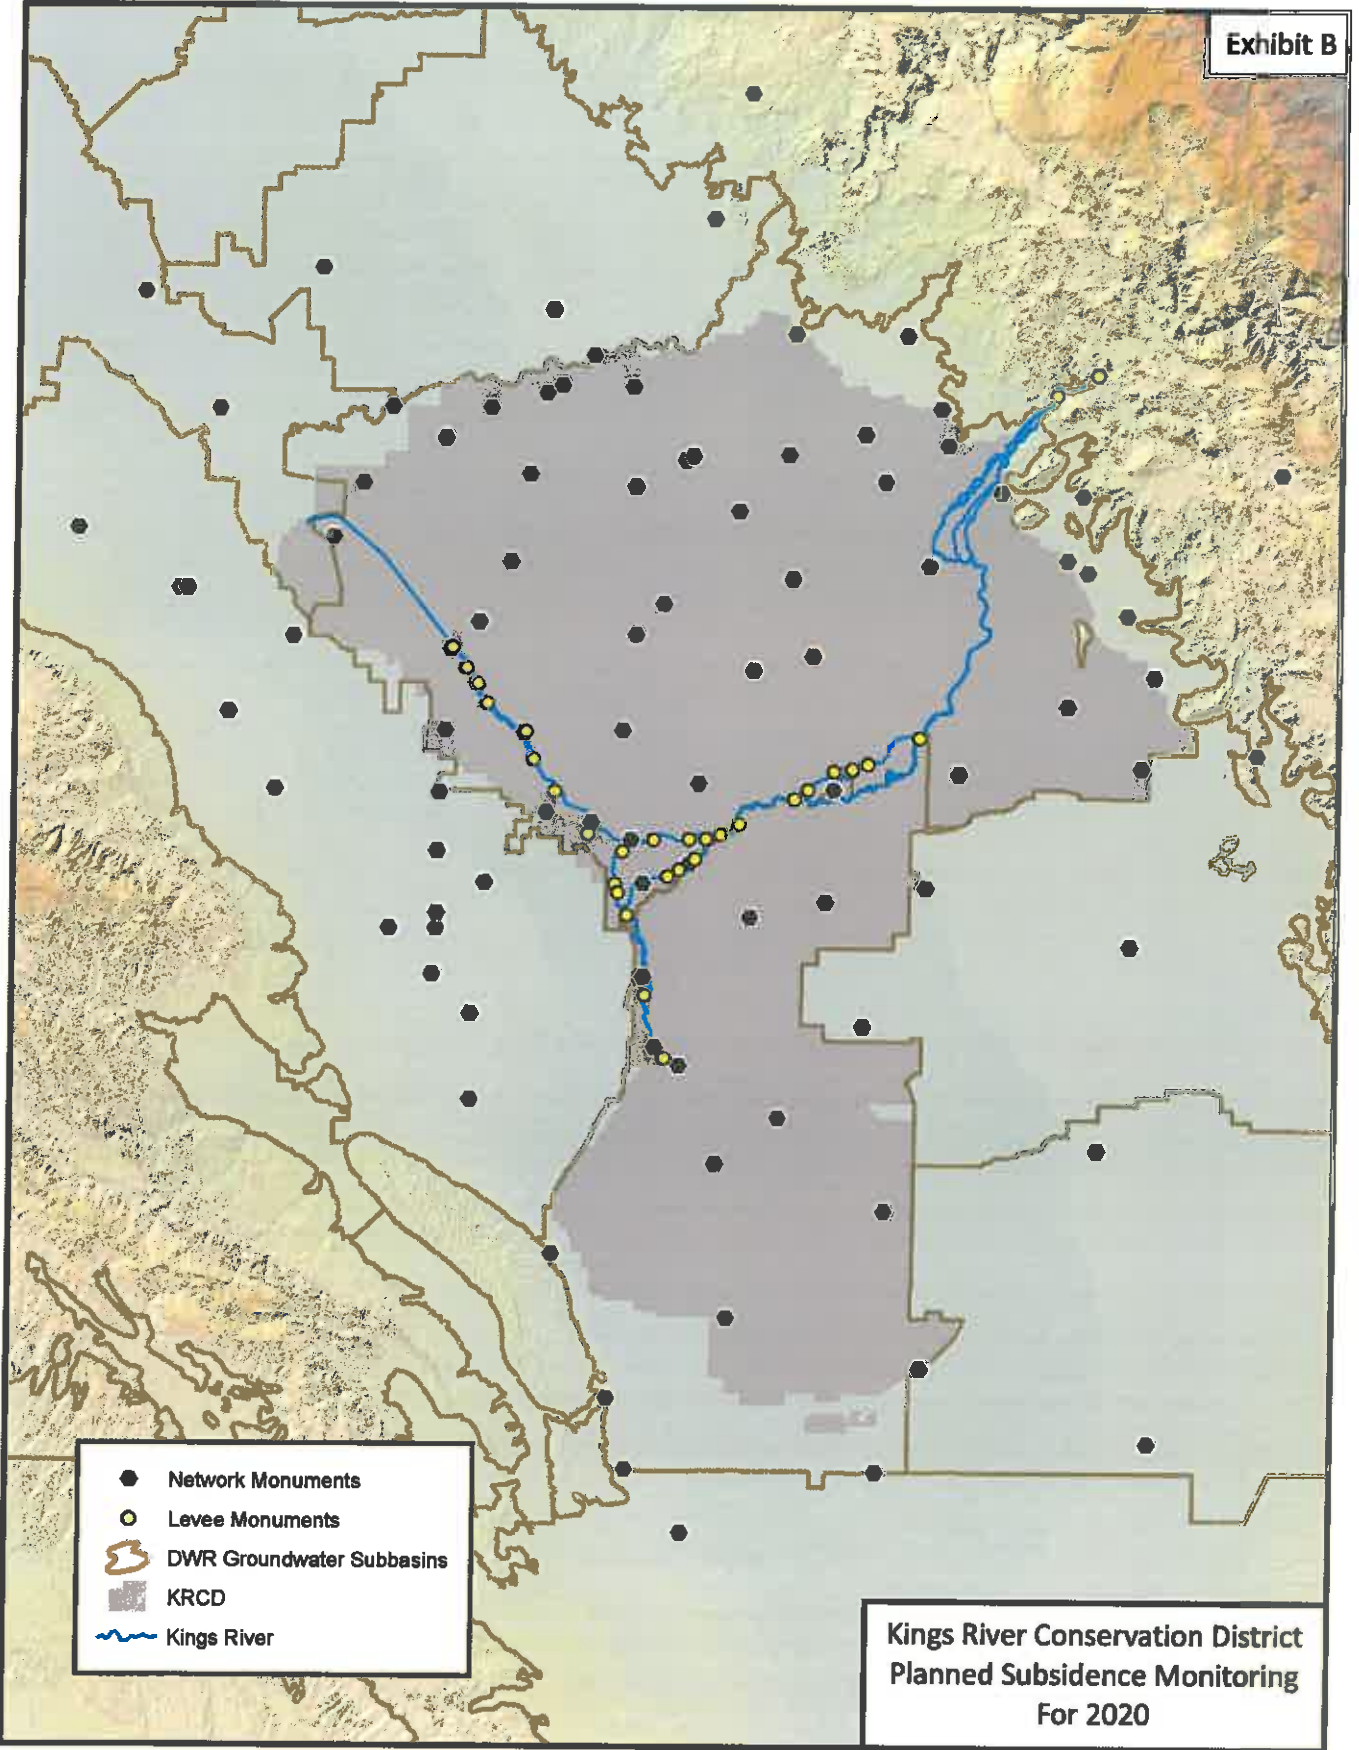 Exhibit B
Network Monuments
Levee Monuments
DWR Groundwater Subbasins
KRCD
Kings River
Kings River Conservation District
Planned Subsidence Monitoring
For 2020